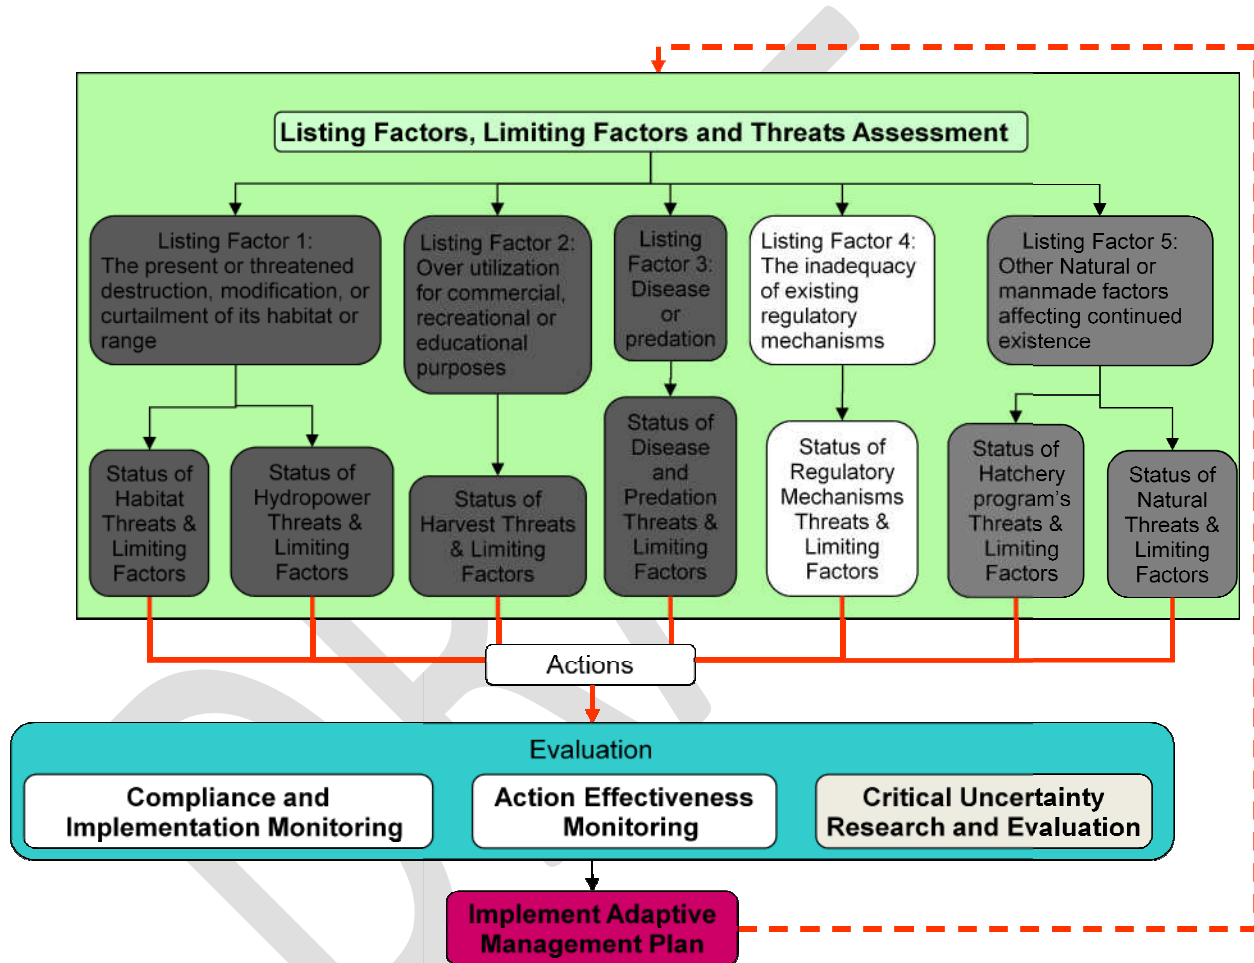 Listing Factors, Limiting Factors and Threats Assessment
Listing Factor 1:
The present or threatened
destruction, modification, or
curtailment of its habitat or
range
Listing Factor 2:
Over utilization
for commercial,
recreational or
educational
purposes
Listing
Factor 3:
Disease
or
predation
Listing Factor 4:
The inadequacy
of existing
regulatory
mechanisms
Listing Factor 5:
Other Natural or
manmade factors
affecting continued
existence
Status of
Habitat
Threats &
Limiting
Factors
Status of
Hydropower
Threats &
Limiting
Factors
Status of
Harvest Threats
& Limiting
Factors
Status of
Disease
and
Predation
Threats &
Limiting
Factors
Status of
Regulatory
Mechanisms
Threats &
Limiting
Factors
Status of
Hatchery
program's
Threats &
Limiting
Factors
Status of
Natural
Threats &
Limiting
Factors
Actions
Evaluation
Compliance and
Implementation Monitoring
Action Effectiveness
Monitoring
Critical Uncertainty
Research and Evaluation
Implement Adaptive
Management Plan